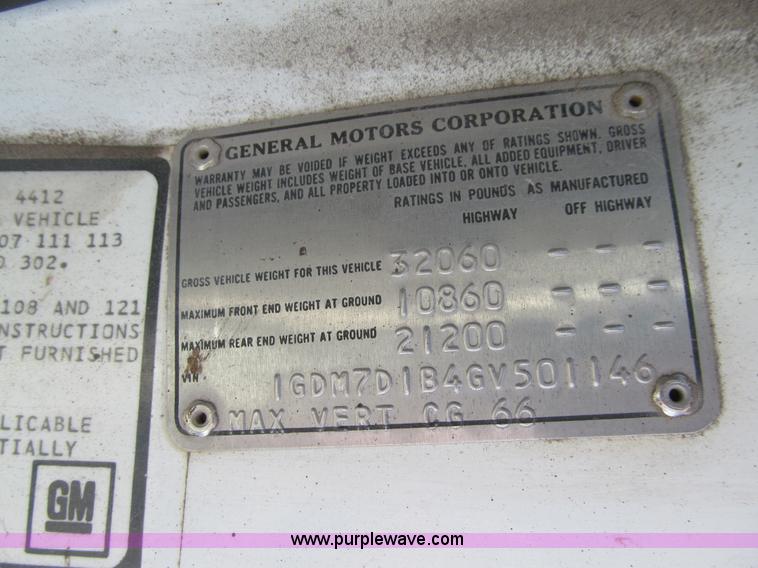 4412
VEHICLE
07 111 113
302.
108 AND 121
INSTRUCTIONS
FURNISHED
LICABLE
TIALLY
GM
GENERAL MOTORS CORPORATION
WARRANTY MAY BE VOIDED IF WEIGHT EXCEEDS ANY OF RATINGS SHOWN. GROSS
VEHICLE WEIGHT INCLUDES WEIGHT OF BASE VEHICLE, ALL ADDED EQUIPMENT, DRIVER
AND PASSENGERS, AND ALL PROPERTY LOADED INTO OR ONTO VEHICLE.
RATINGS IN POUNDS AS MANUFACTURED
HIGHWAY OFF HIGHWAY
GROSS VEHICLE WEIGHT FOR THIS VEHICLE 32060 - - -
MAXIMUM FRONT END WEIGHT AT GROUND 10860 - - -
MAXIMUM REAR END WEIGHT AT GROUND 21200 - - -
VIN 1GDM7D1B4GV501146
MAX VERT CG 66
www.purplewave.com